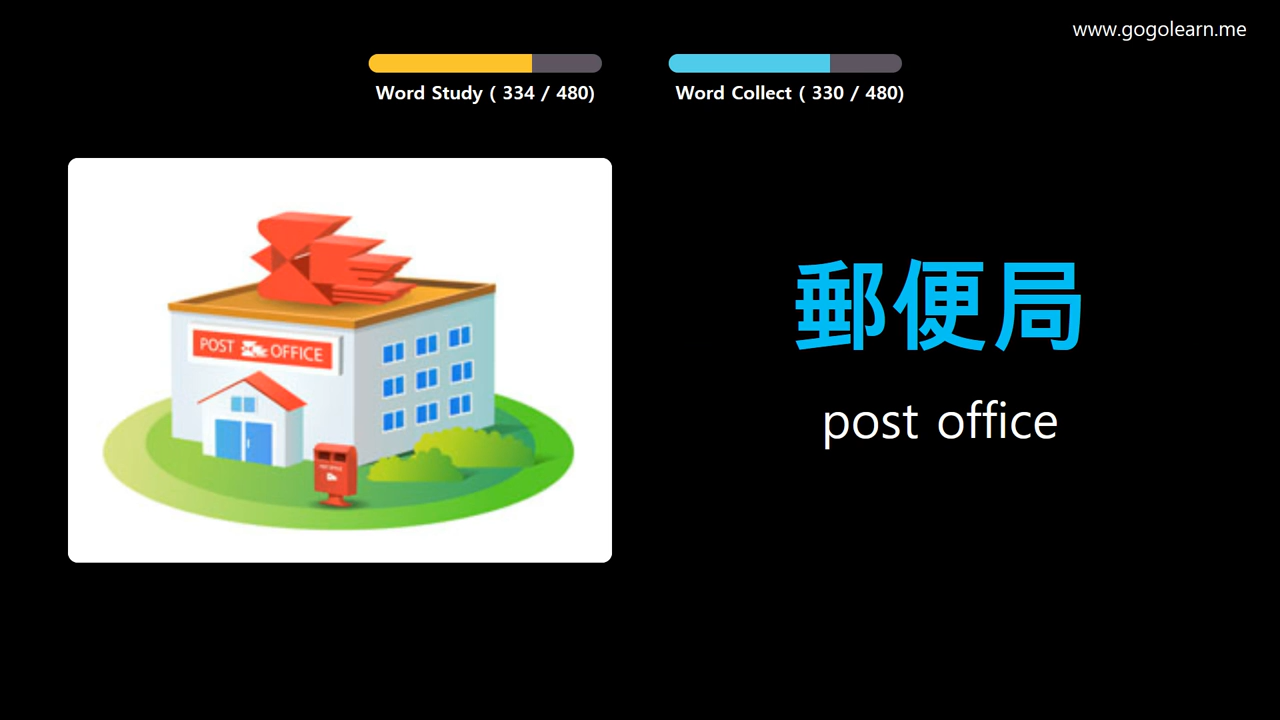 www.gogolearn.me
Word Study ( 334 / 480)
Word Collect ( 330 / 480)
POST OFFICE
郵便局
post office